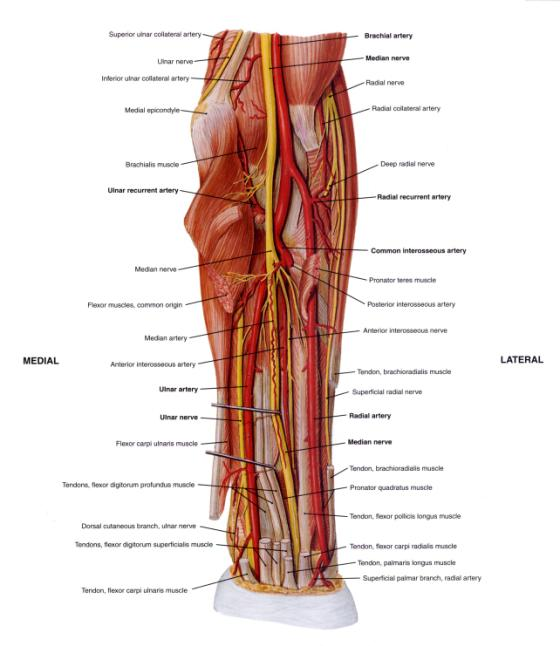 Superior ulnar collateral artery
Ulnar nerve
Inferior ulnar collateral artery
Medial epicondyle
Brachialis muscle
Ulnar recurrent artery
Median nerve
Flexor muscles, common origin
Median artery
MEDIAL
Anterior interosseous artery
Ulnar artery
Ulnar nerve
Flexor carpi ulnaris muscle
Tendons, flexor digitorum profundus muscle
Dorsal cutaneous branch, ulnar nerve
Tendons, flexor digitorum superficialis muscle
Tendon, flexor carpi ulnaris muscle
Brachial artery
Median nerve
Radial nerve
Radial collateral artery
Deep radial nerve
Radial recurrent artery
Common interosseous artery
Pronator teres muscle
Posterior interosseous artery
Anterior interosseous nerve
LATERAL
Tendon, brachioradialis muscle
Superficial radial nerve
Radial artery
Median nerve
Tendon, brachioradialis muscle
Pronator quadratus muscle
Tendon, flexor pollicis longus muscle
Tendon, flexor carpi radialis muscle
Tendon, palmaris longus muscle
Superficial palmar branch, radial artery